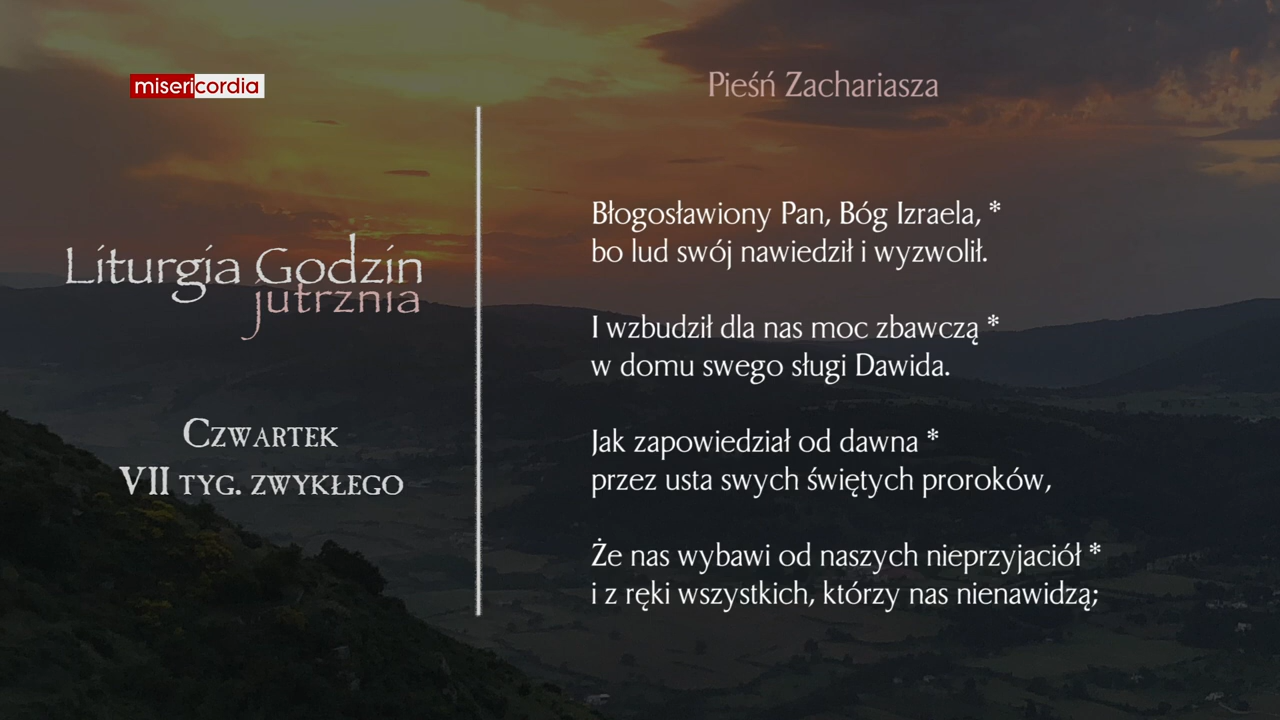 misericordia
Liturgia Godzin
jutrznia
Czwartek
VII tyg. zwykłego
Pieśń Zachariasza
Błogosławiony Pan, Bóg Izraela, *
bo lud swój nawiedził i wyzwolił.
I wzbudził dla nas moc zbawczą *
w domu swego sługi Dawida.
Jak zapowiedział od dawna *
przez usta swych świętych proroków,
Że nas wybawi od naszych nieprzyjaciół *
i z ręki wszystkich, którzy nas nienawidzą;